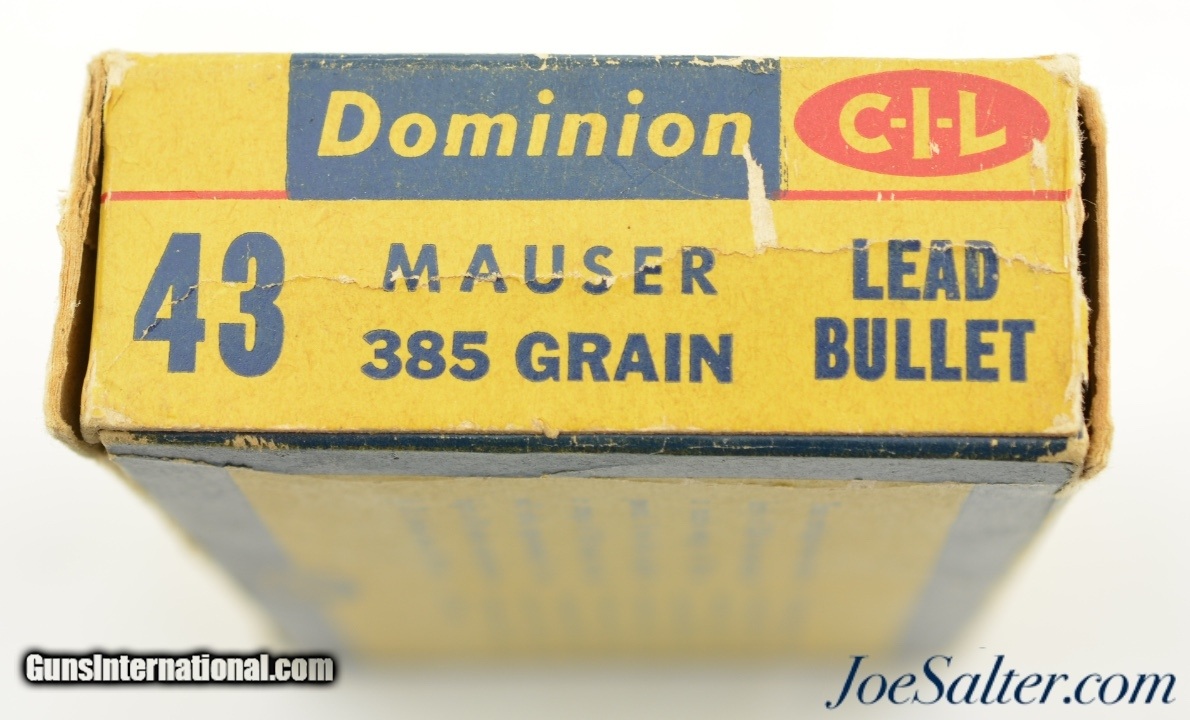 Dominion C-I-L
43 MAUSER LEAD
385 GRAIN BULLET
GunsInternational.com
JoeSalter.com